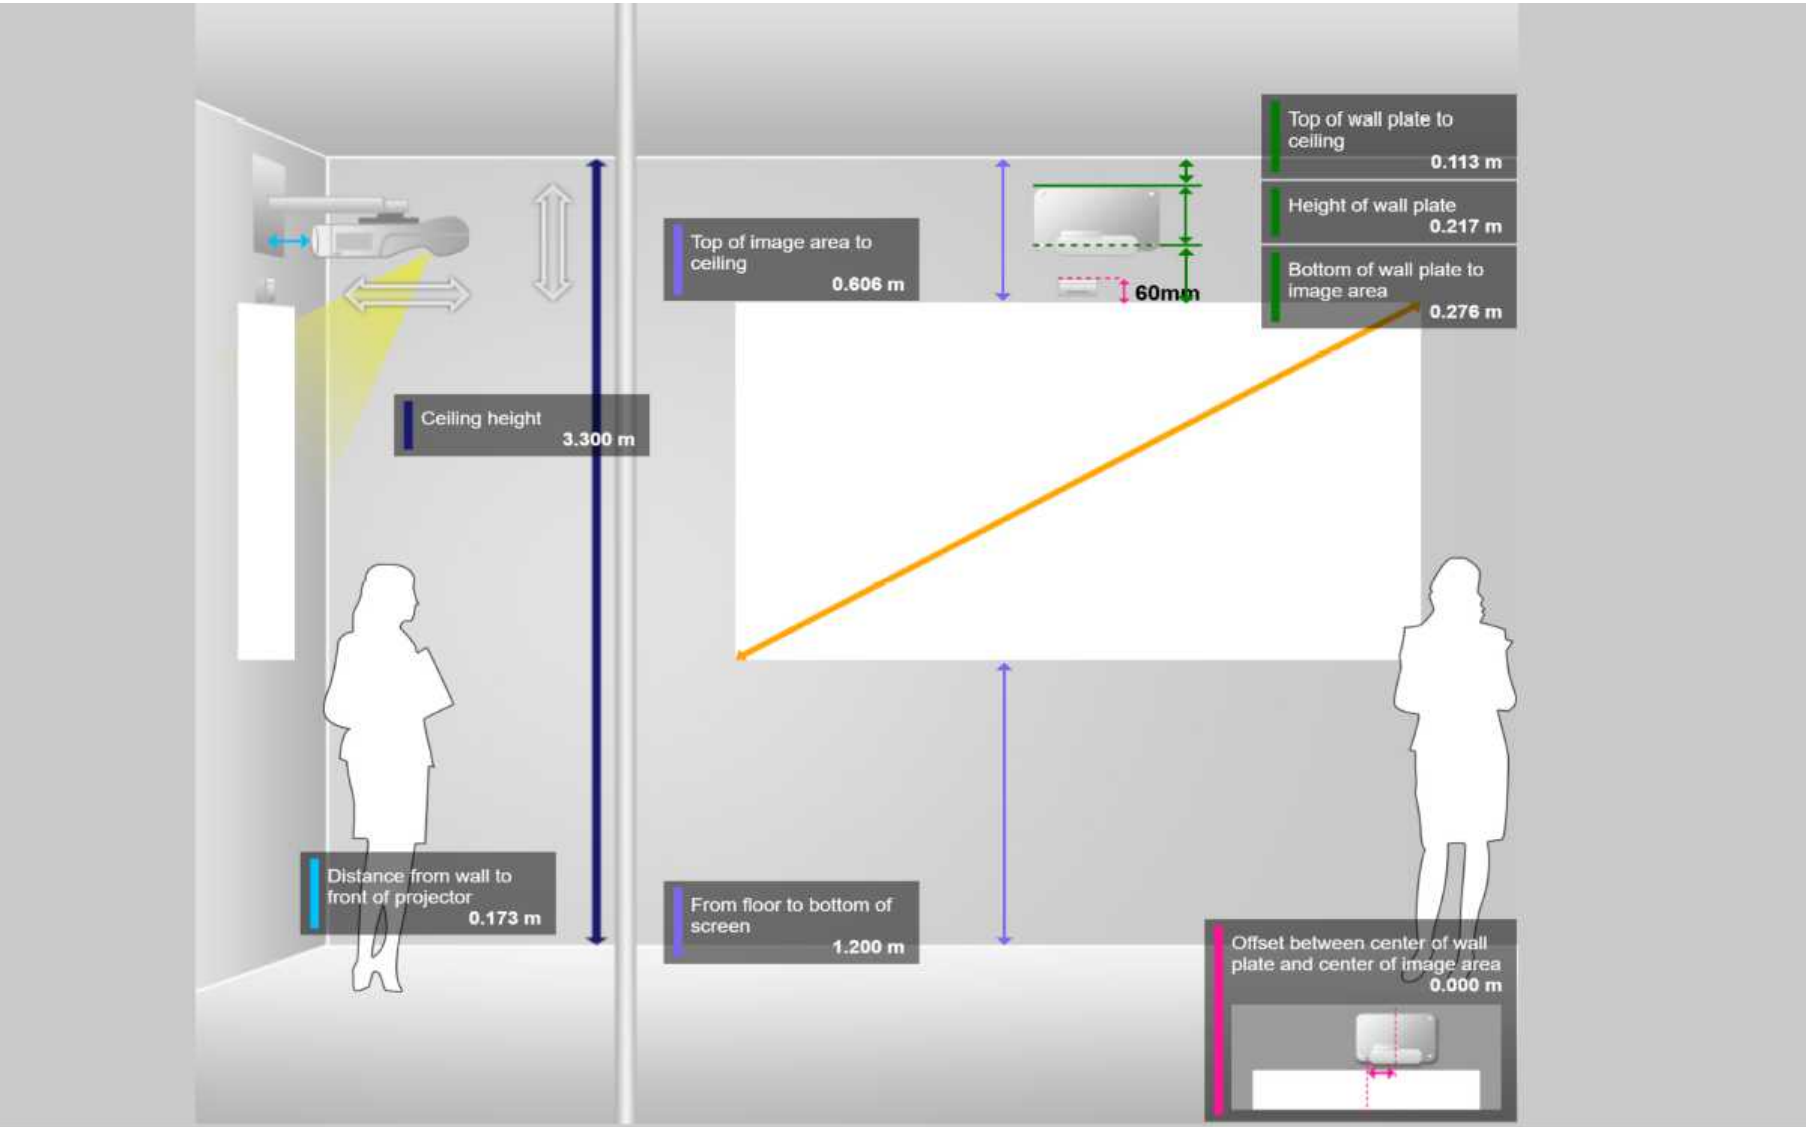 Top of wall plate to
ceiling
0.113 m
Height of wall plate
0.217 m
Bottom of wall plate to
image area
0.276 m
Top of image area to
ceiling
0.606 m
60mm
Ceiling height
3.300 m
Distance from wall to
front of projector
0.173 m
From floor to bottom of
screen
1.200 m
Offset between center of wall
plate and center of image area
0.000 m